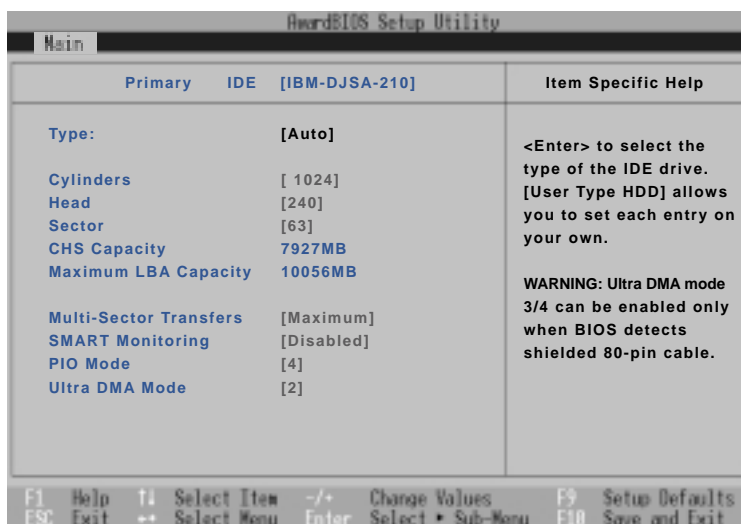 AwardBIOS Setup Utility
Main
Primary IDE [IBM-DJSA-210]
Item Specific Help
Type: [Auto]
Cylinders [ 1024]
Head [240]
Sector [63]
CHS Capacity 7927MB
Maximum LBA Capacity 10056MB
Multi-Sector Transfers [Maximum]
SMART Monitoring [Disabled]
PIO Mode [4]
Ultra DMA Mode [2]
<Enter> to select the
type of the IDE drive.
[User Type HDD] allows
you to set each entry on
your own.
WARNING: Ultra DMA mode
3/4 can be enabled only
when BIOS detects
shielded 80-pin cable.
F1 Help ↑↓ Select Item -/+ Change Values F9 Setup Defaults
ESC Exit ↔ Select Menu Enter Select ▸ Sub-Menu F10 Save and Exit